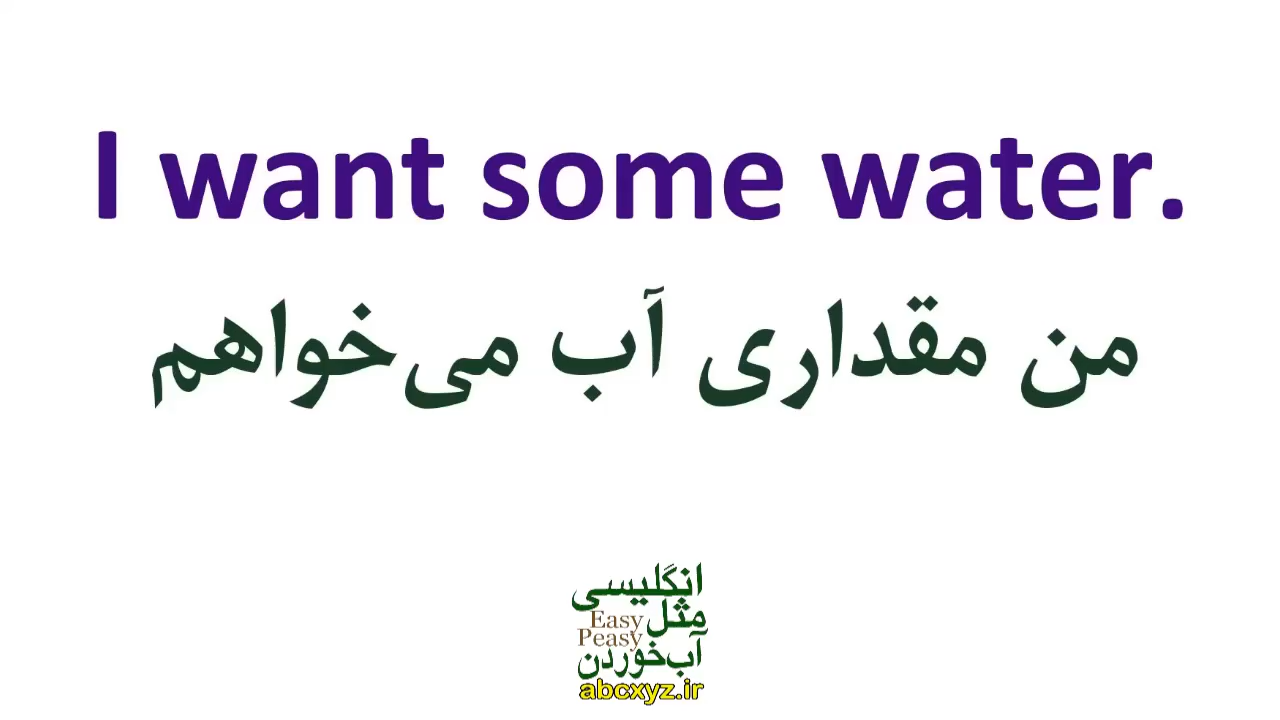 I want some water.
من مقداری آب می‌خواهم
انگلیسی
مثل
Easy
Peasy
آب‌خوردن
abcxyz.ir